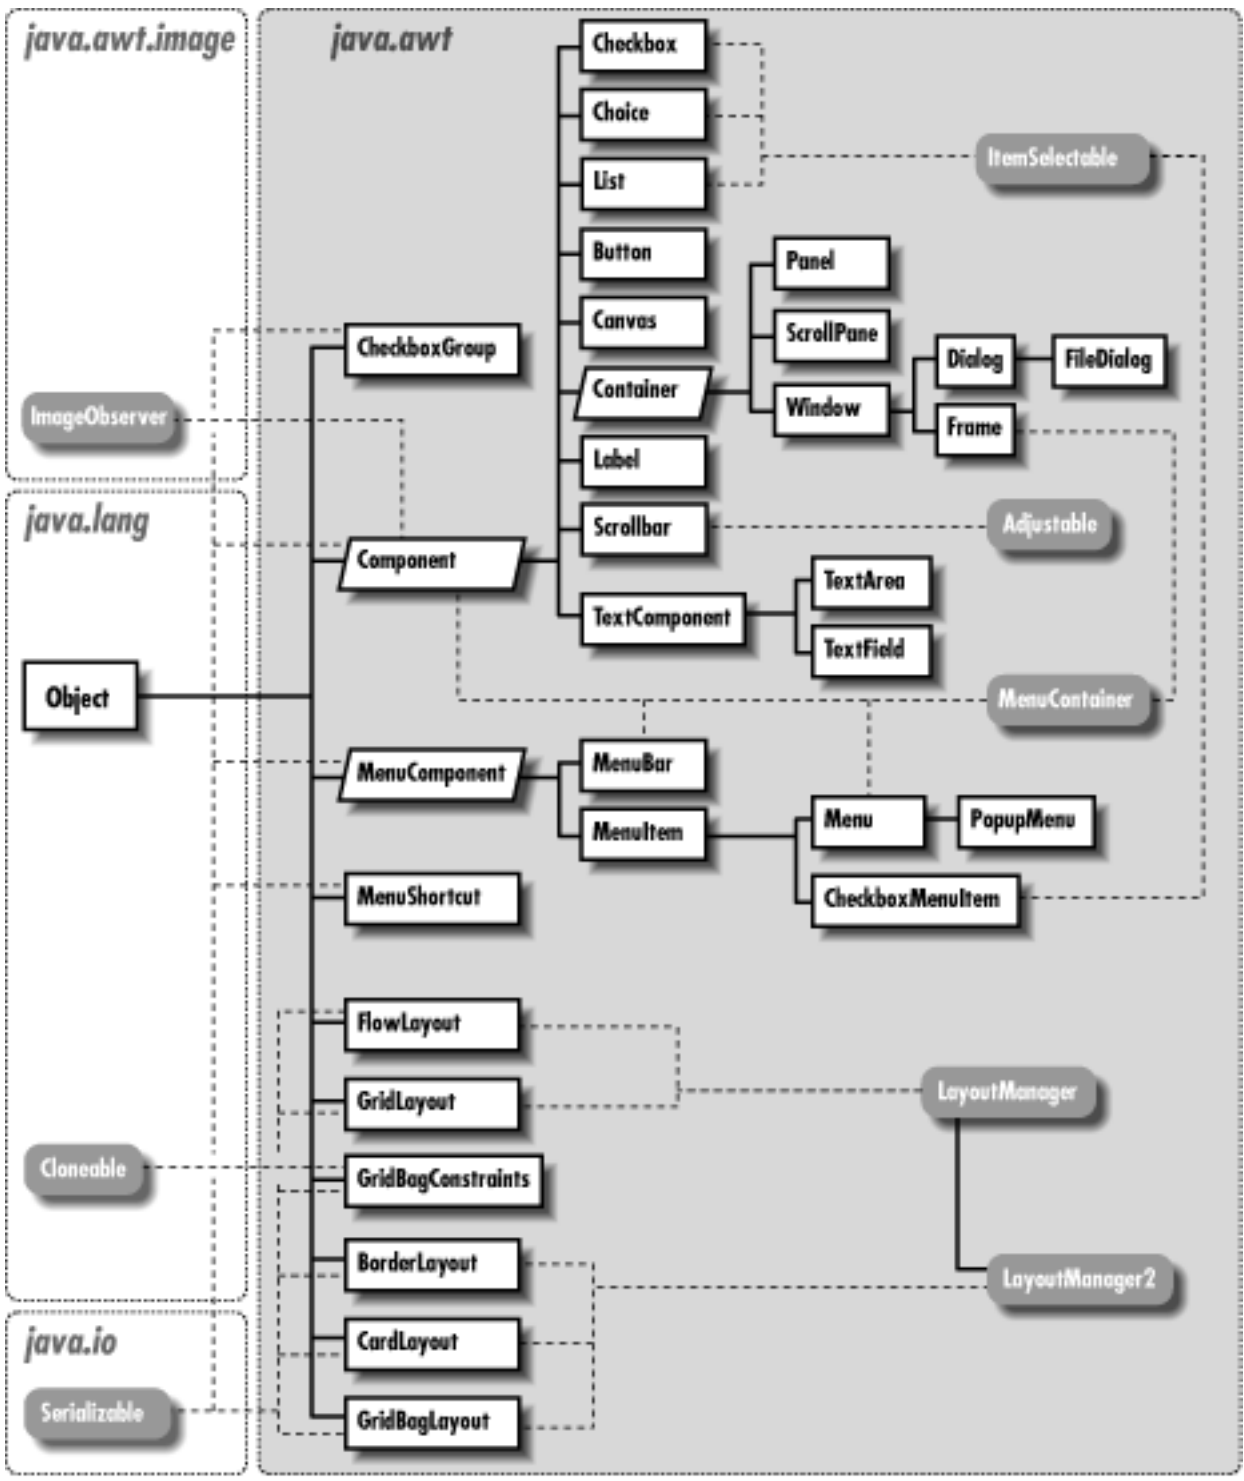 java.awt.image
java.awt
Checkbox
Choice
ItemSelectable
List
Button
Panel
Canvas
ScrollPane
CheckboxGroup
Dialog
FileDialog
Container
Window
ImageObserver
Frame
Label
java.lang
Scrollbar
Adjustable
Component
TextArea
TextComponent
TextField
Object
MenuContainer
MenuBar
MenuComponent
Menu
PopupMenu
MenuItem
MenuShortcut
CheckboxMenuItem
FlowLayout
LayoutManager
GridLayout
Cloneable
GridBagConstraints
BorderLayout
LayoutManager2
java.io
CardLayout
Serializable
GridBagLayout